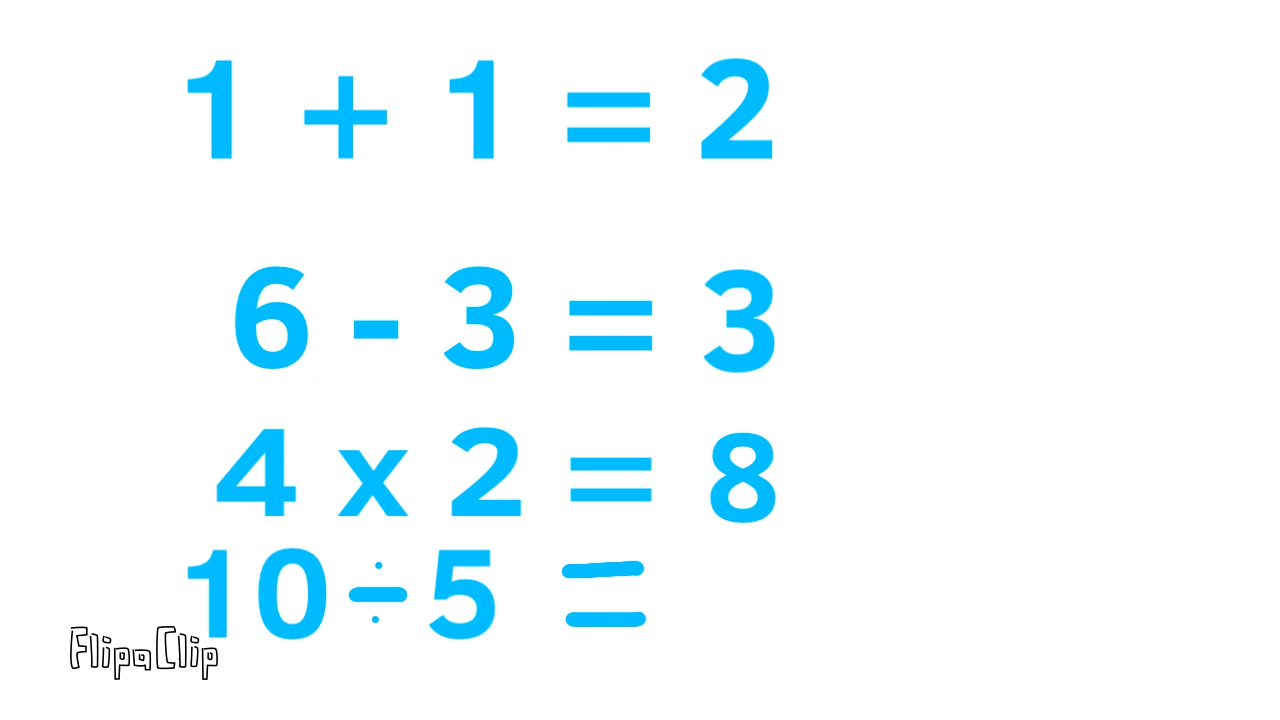 1 + 1 = 2
6 - 3 = 3
4 x 2 = 8
10 ÷ 5 =
FlipaClip